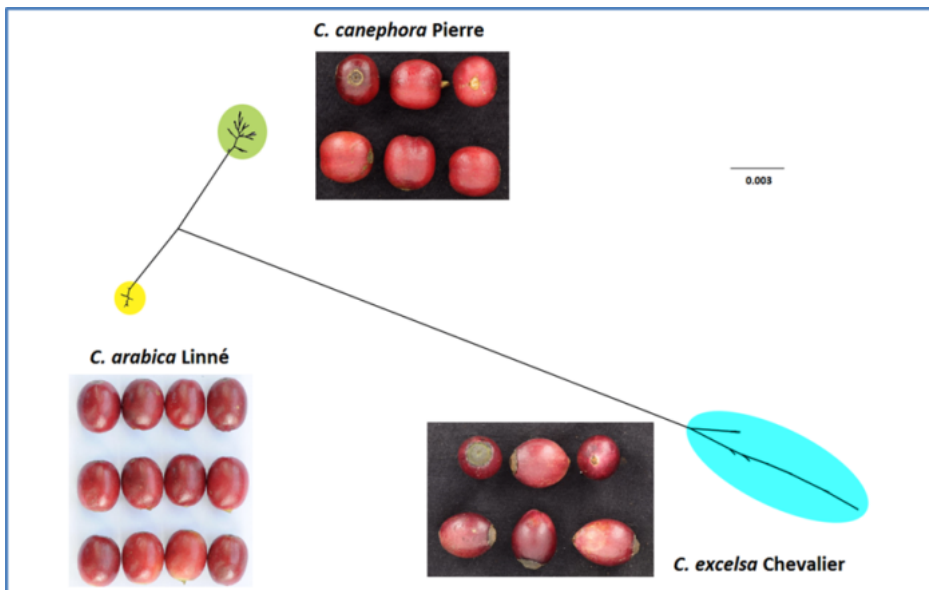 C. canephora Pierre
0.003
C. arabica Linné
C. excelsa Chevalier